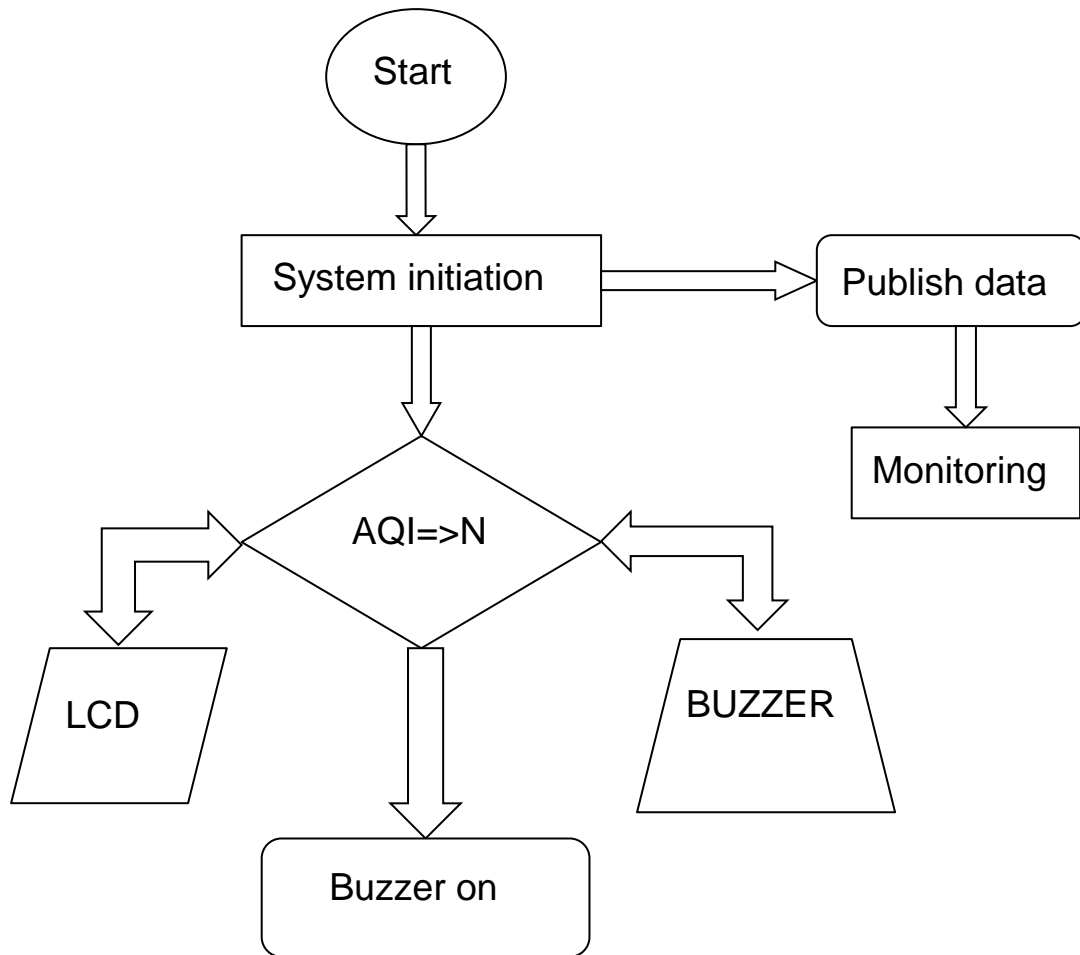 Start
System initiation
Publish data
Monitoring
AQI=>N
LCD
BUZZER
Buzzer on